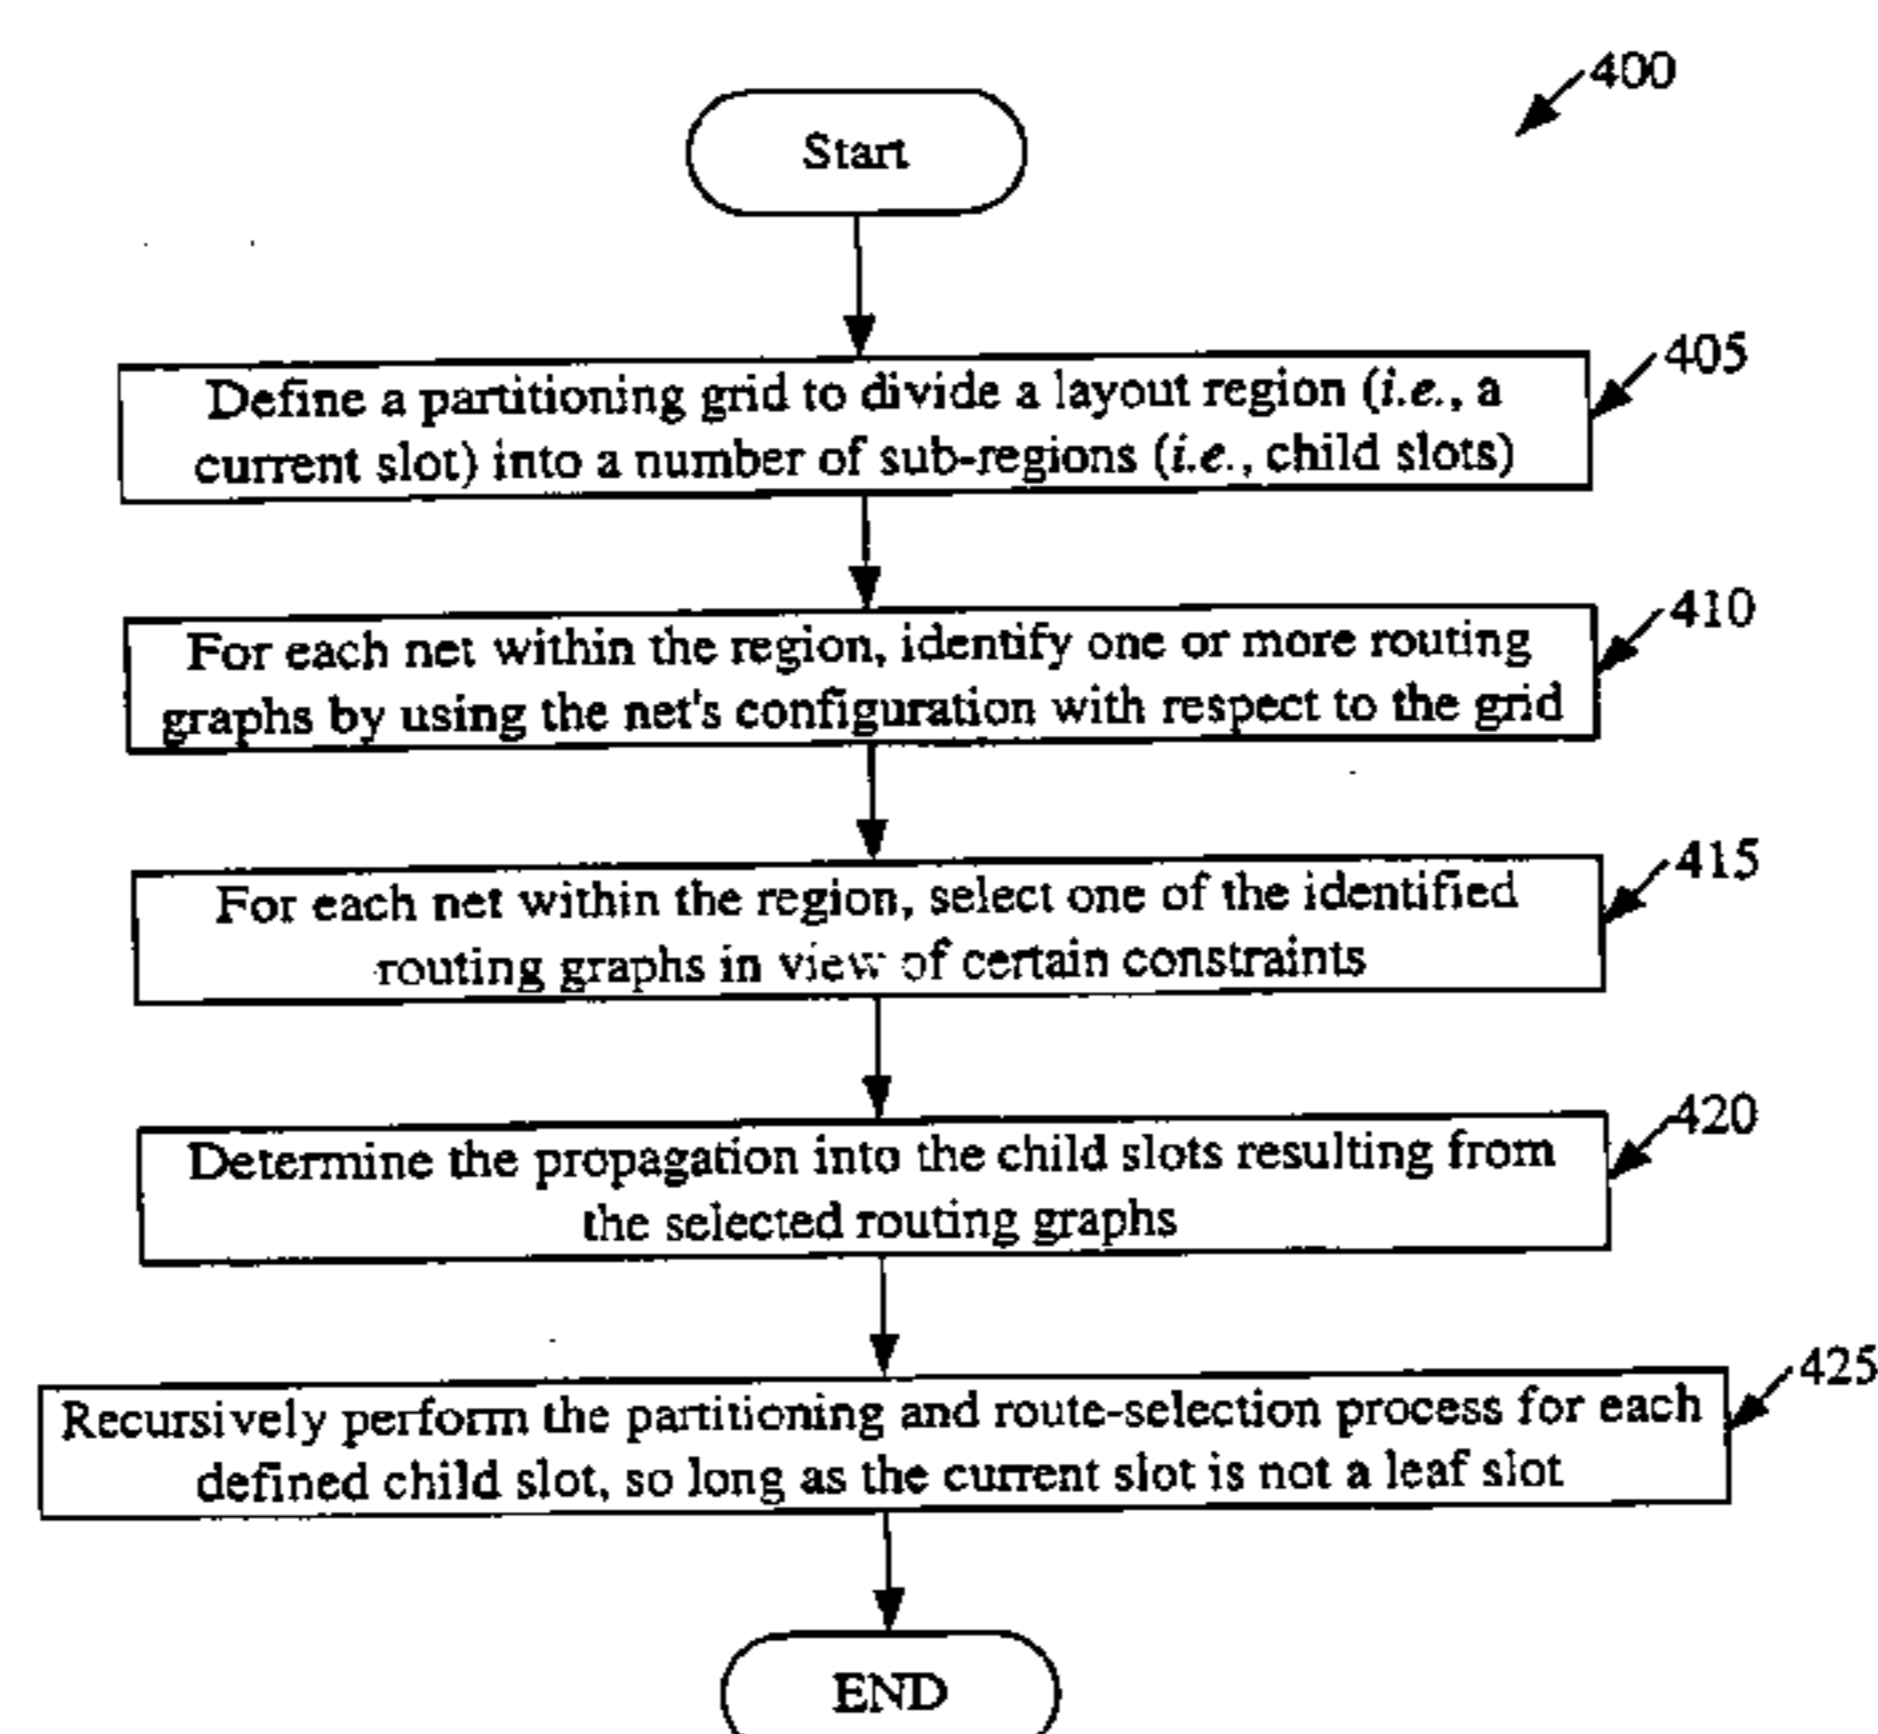 400
Start
405
Define a partitioning grid to divide a layout region (i.e., a
current slot) into a number of sub-regions (i.e., child slots)
410
For each net within the region, identify one or more routing
graphs by using the net's configuration with respect to the grid
415
For each net within the region, select one of the identified
routing graphs in view of certain constraints
420
Determine the propagation into the child slots resulting from
the selected routing graphs
425
Recursively perform the partitioning and route-selection process for each
defined child slot, so long as the current slot is not a leaf slot
END